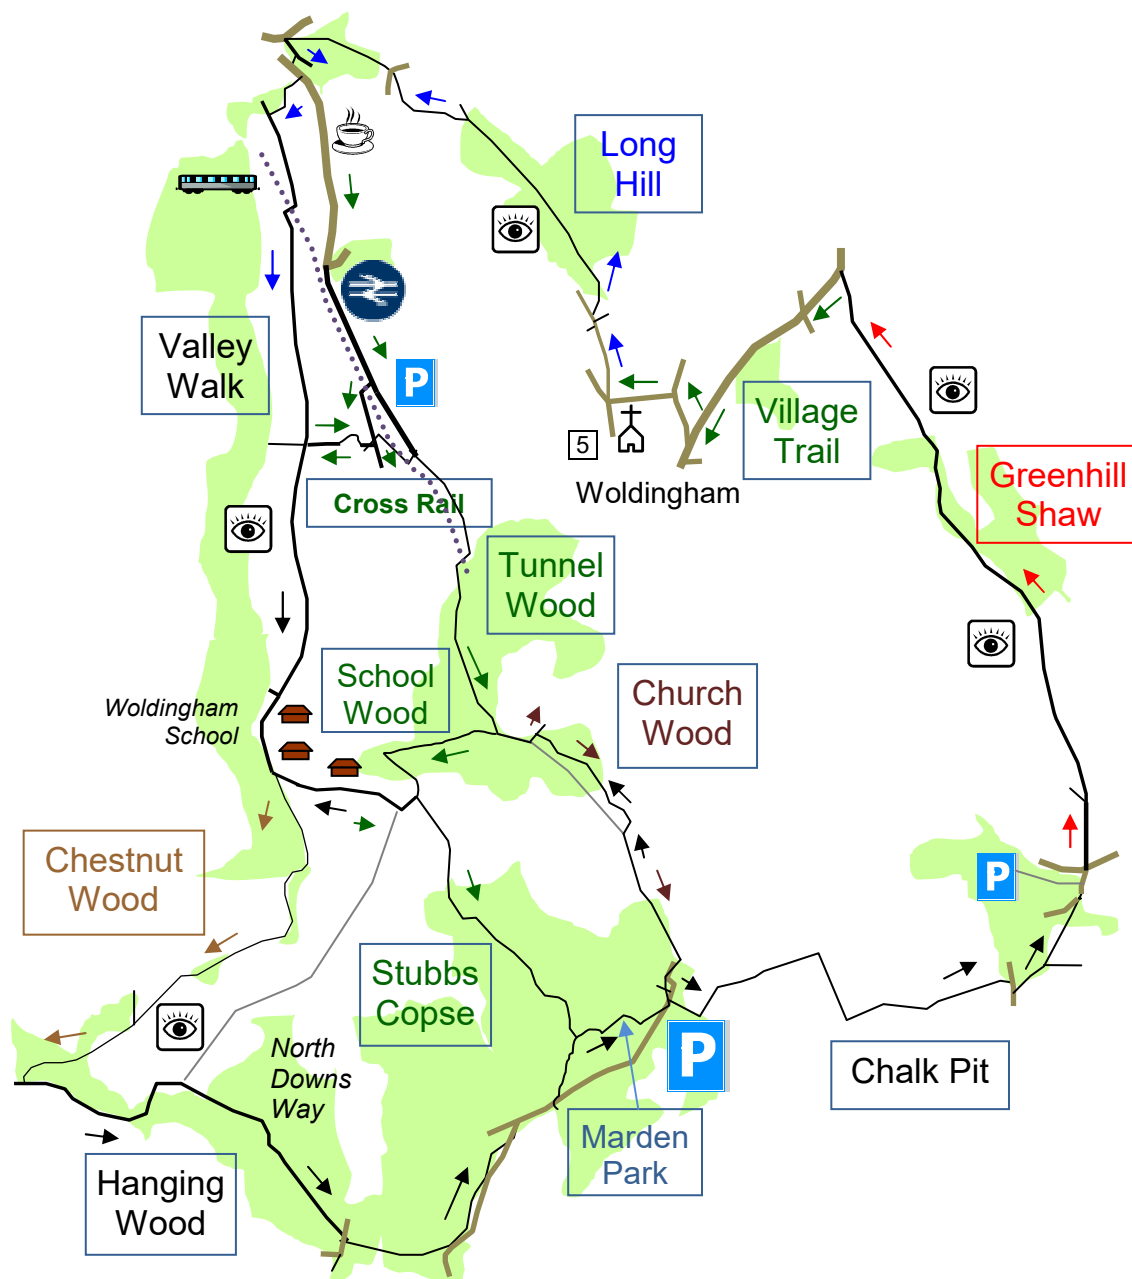 Long
Hill
Valley
Walk
P
Village
Trail
5
Woldingham
Greenhill
Shaw
Cross Rail
Tunnel
Wood
School
Wood
Church
Wood
Woldingham
School
Chestnut
Wood
P
Stubbs
Copse
North
Downs
Way
P
Chalk Pit
Marden
Park
Hanging
Wood